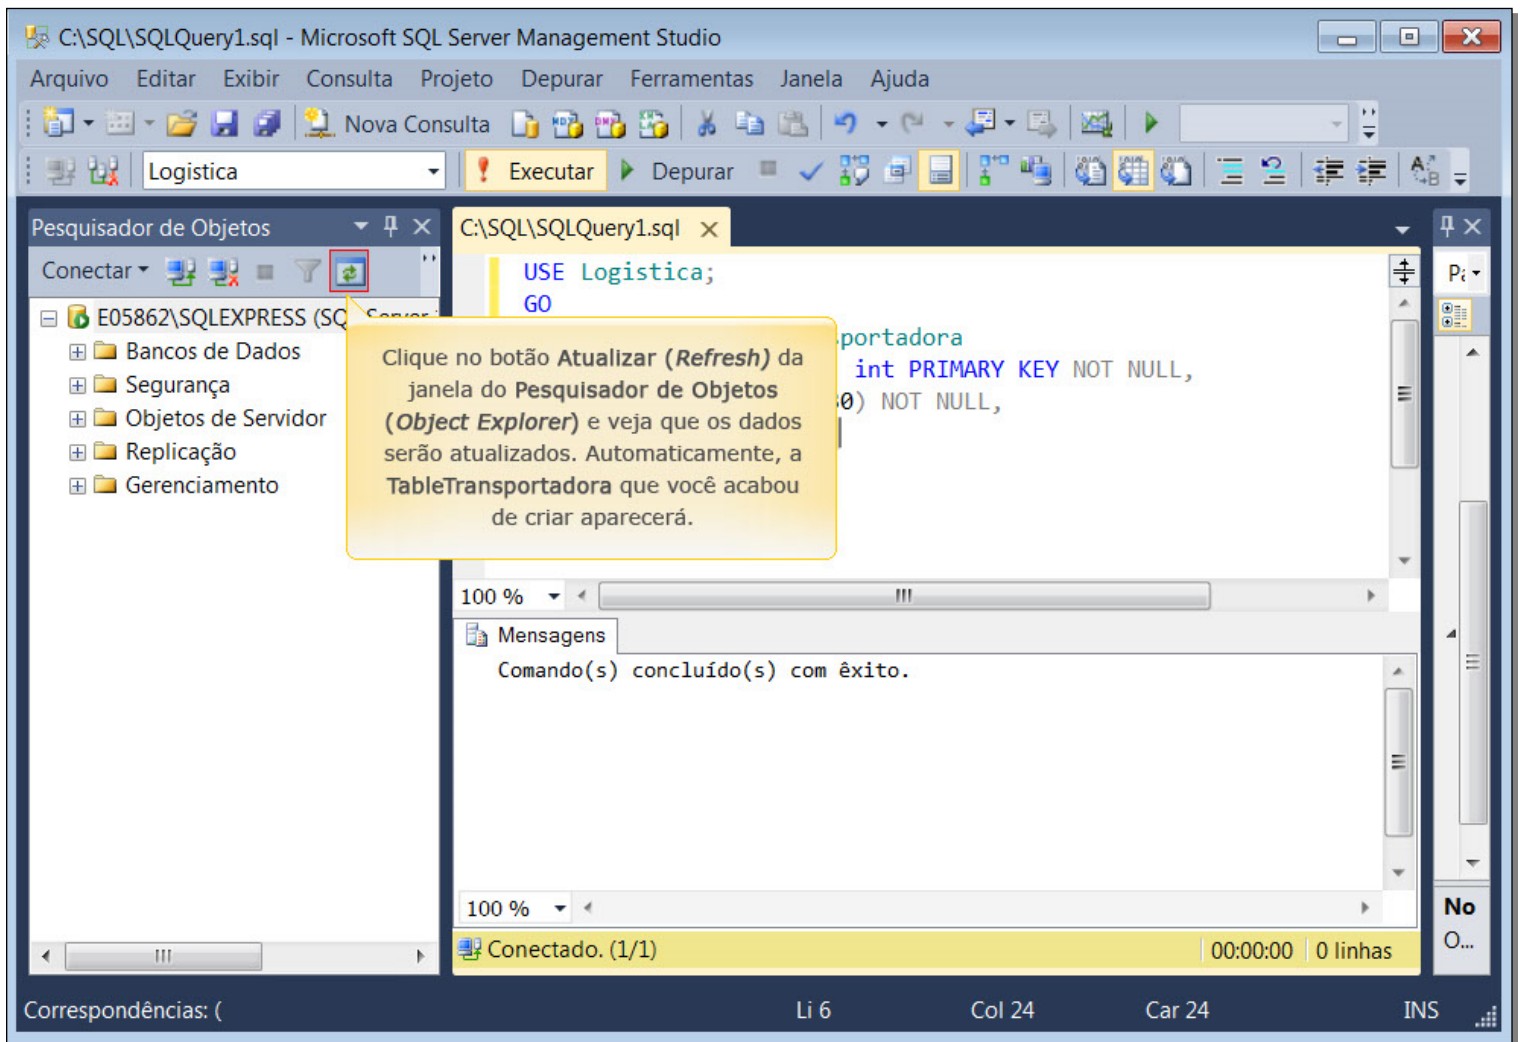 C:\SQL\SQLQuery1.sql - Microsoft SQL Server Management Studio
Arquivo Editar Exibir Consulta Projeto Depurar Ferramentas Janela Ajuda
Nova Consulta
Logistica Executar Depurar
Pesquisador de Objetos
Conectar
E05862\SQLEXPRESS (SQL Server
Bancos de Dados
Segurança
Objetos de Servidor
Replicação
Gerenciamento
Clique no botão Atualizar (Refresh) da
janela do Pesquisador de Objetos
(Object Explorer) e veja que os dados
serão atualizados. Automaticamente, a
TableTransportadora que você acabou
de criar aparecerá.
C:\SQL\SQLQuery1.sql
USE Logistica;
GO
sportadora
int PRIMARY KEY NOT NULL,
30) NOT NULL,
100 %
Mensagens
Comando(s) concluído(s) com êxito.
100 %
Conectado. (1/1) 00:00:00 0 linhas
No
O...
Correspondências: ( Li 6 Col 24 Car 24 INS